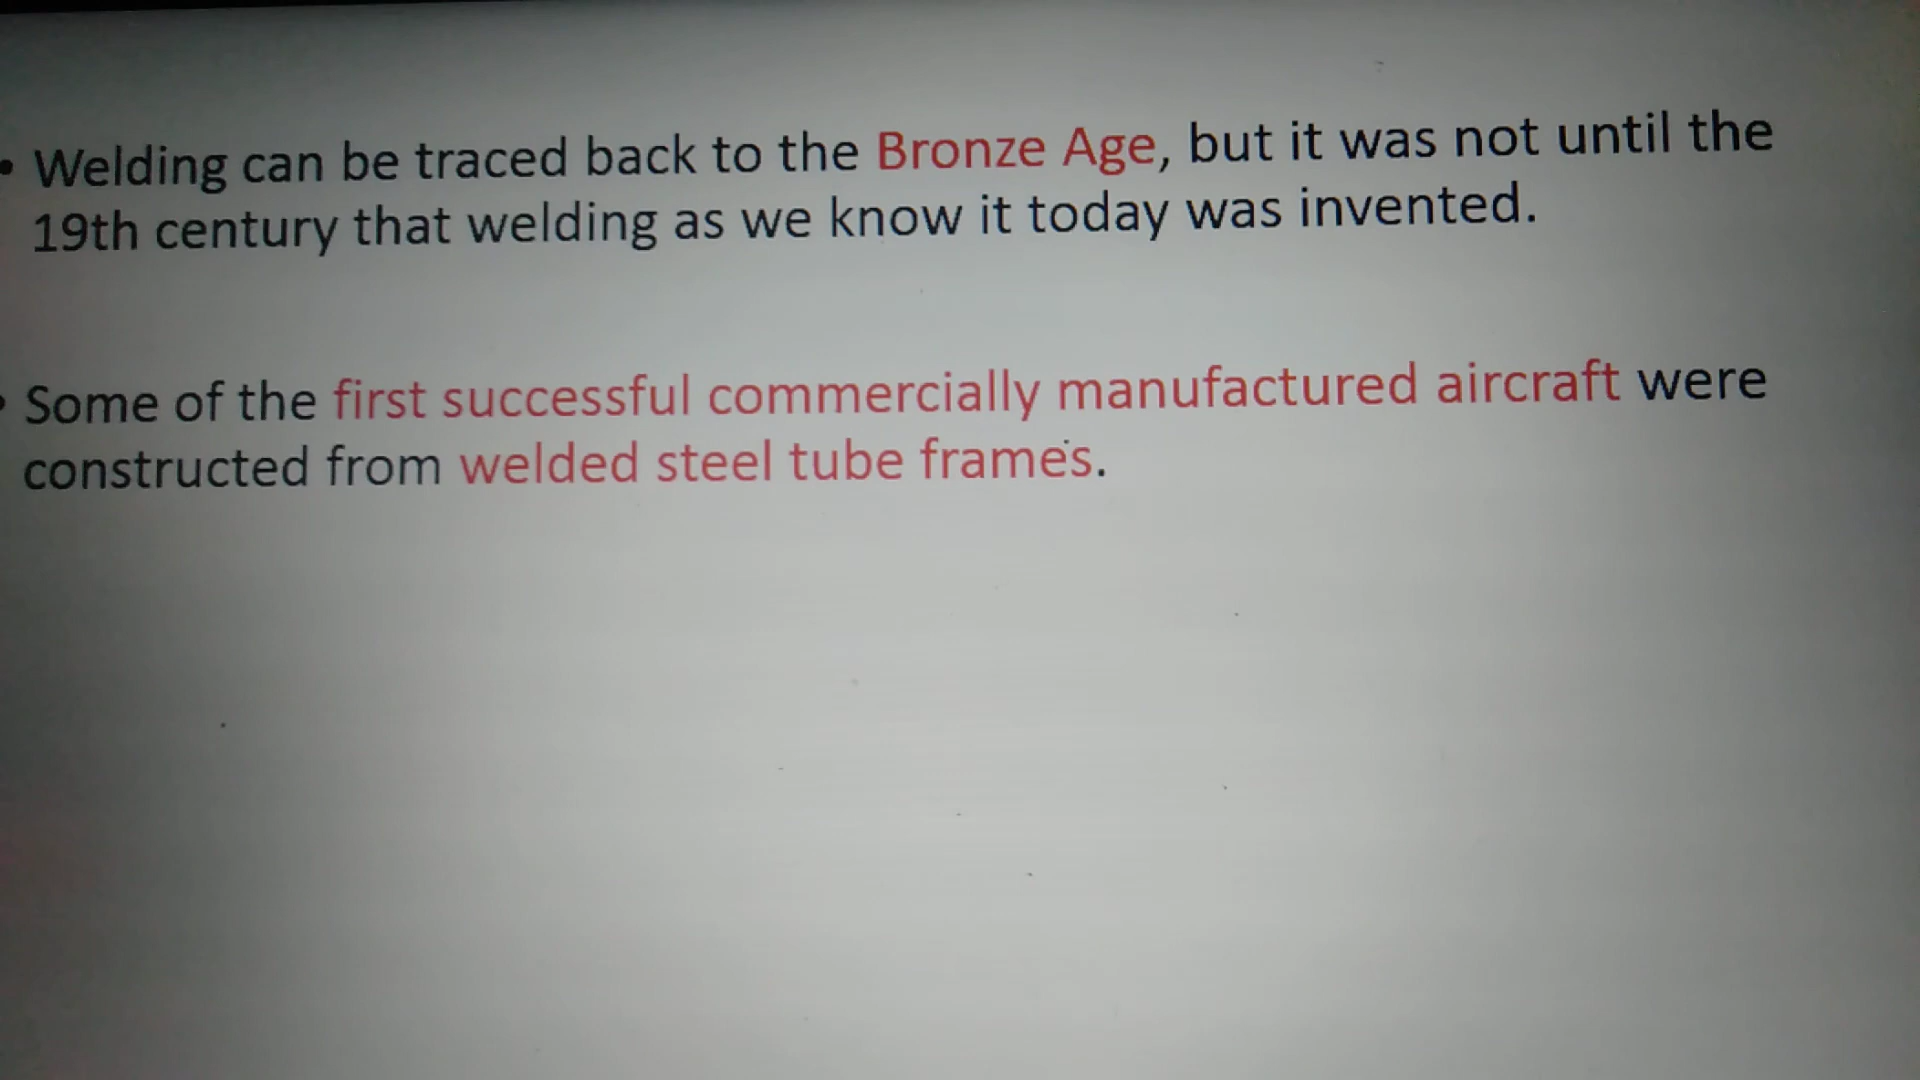 • Welding can be traced back to the Bronze Age, but it was not until the
19th century that welding as we know it today was invented.
• Some of the first successful commercially manufactured aircraft were
constructed from welded steel tube frames.